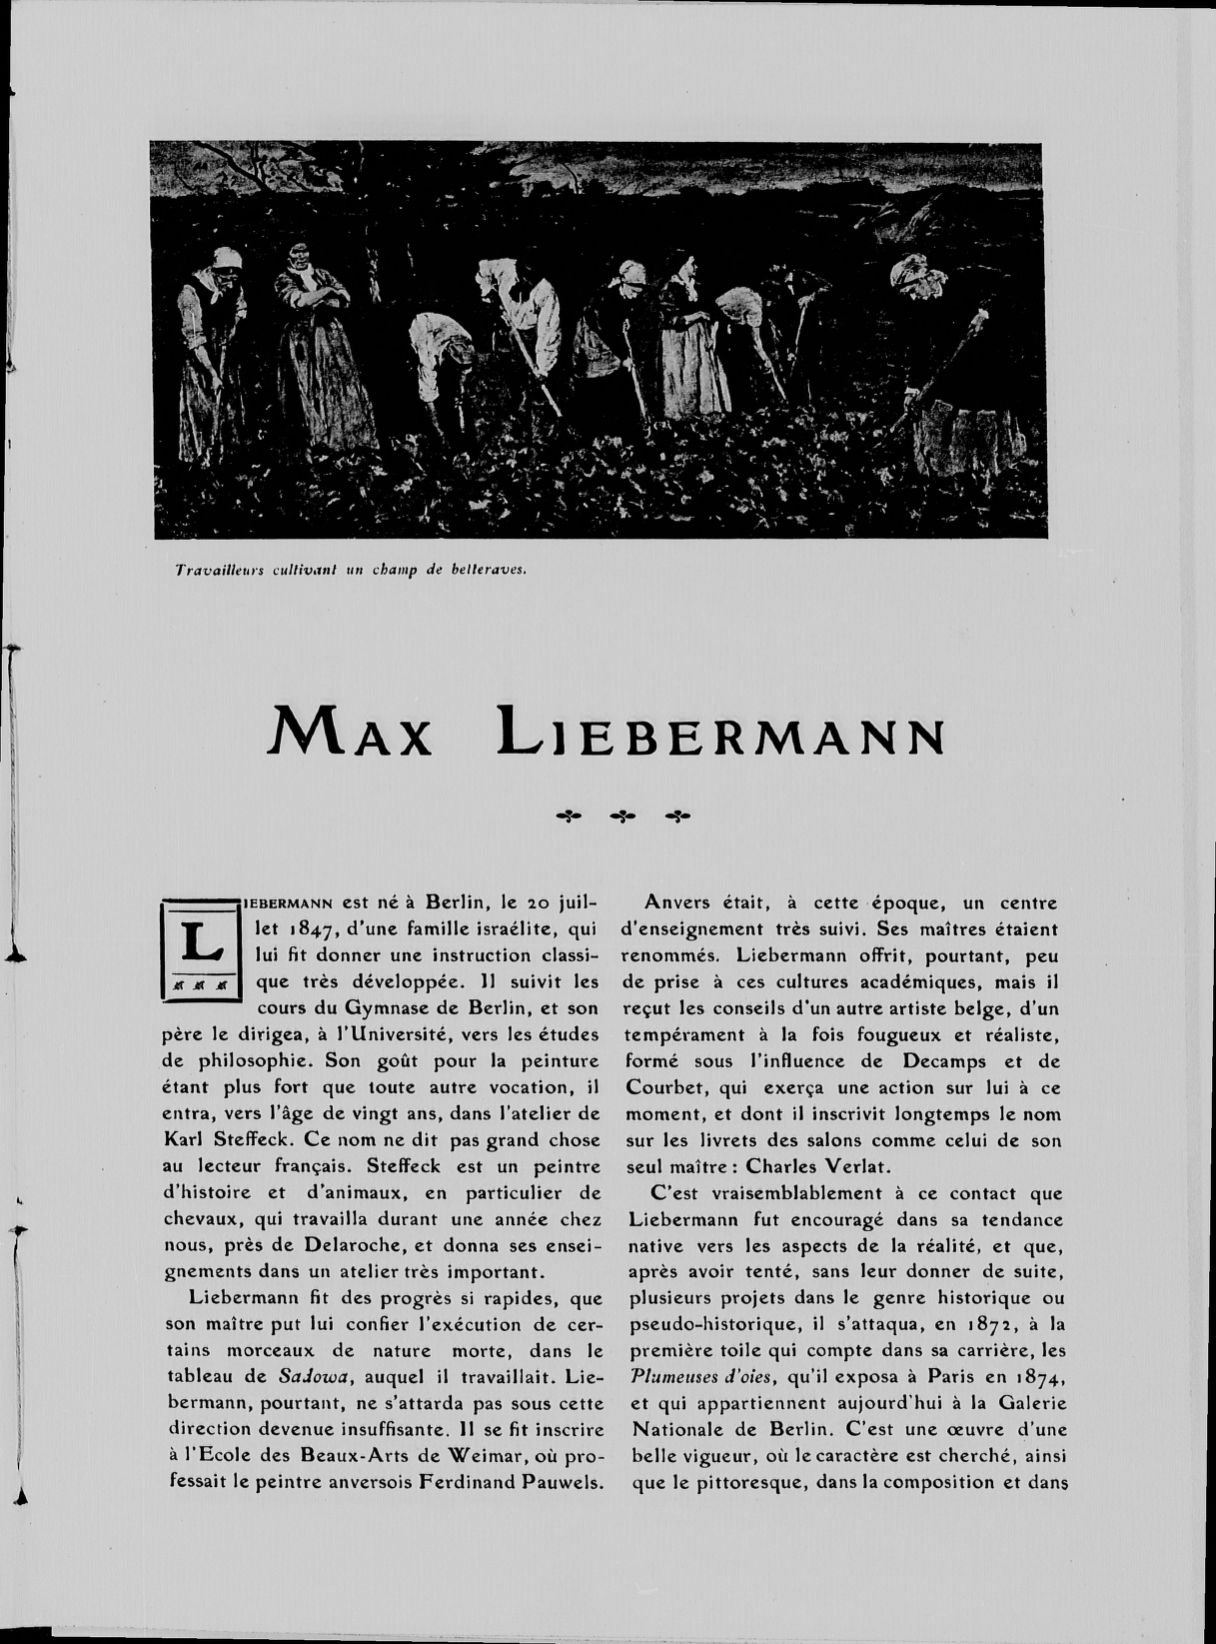 Travailleurs cultivant un champ de betteraves.
MAX LIEBERMANN
LIEBERMANN est né à Berlin, le 20 juil-
let 1847, d'une famille israélite, qui
lui fit donner une instruction classi-
que très développée. Il suivit les
cours du Gymnase de Berlin, et son
père le dirigea, à l'Université, vers les études
de philosophie. Son goût pour la peinture
étant plus fort que toute autre vocation, il
entra, vers l'âge de vingt ans, dans l'atelier de
Karl Steffeck. Ce nom ne dit pas grand chose
au lecteur français. Steffeck est un peintre
d'histoire et d'animaux, en particulier de
chevaux, qui travailla durant une année chez
nous, près de Delaroche, et donna ses ensei-
gnements dans un atelier très important.
Liebermann fit des progrès si rapides, que
son maître put lui confier l'exécution de cer-
tains morceaux de nature morte, dans le
tableau de Sadowa, auquel il travaillait. Lie-
bermann, pourtant, ne s'attarda pas sous cette
direction devenue insuffisante. Il se fit inscrire
à l'Ecole des Beaux-Arts de Weimar, où pro-
fessait le peintre anversois Ferdinand Pauwels.
Anvers était, à cette époque, un centre
d'enseignement très suivi. Ses maîtres étaient
renommés. Liebermann offrit, pourtant, peu
de prise à ces cultures académiques, mais il
reçut les conseils d'un autre artiste belge, d'un
tempérament à la fois fougueux et réaliste,
formé sous l'influence de Decamps et de
Courbet, qui exerça une action sur lui à ce
moment, et dont il inscrivit longtemps le nom
sur les livrets des salons comme celui de son
seul maître : Charles Verlat.
C'est vraisemblablement à ce contact que
Liebermann fut encouragé dans sa tendance
native vers les aspects de la réalité, et que,
après avoir tenté, sans leur donner de suite,
plusieurs projets dans le genre historique ou
pseudo-historique, il s'attaqua, en 1872, à la
première toile qui compte dans sa carrière, les
Plumeuses d'oies, qu'il exposa à Paris en 1874,
et qui appartiennent aujourd'hui à la Galerie
Nationale de Berlin. C'est une œuvre d'une
belle vigueur, où le caractère est cherché, ainsi
que le pittoresque, dans la composition et dans